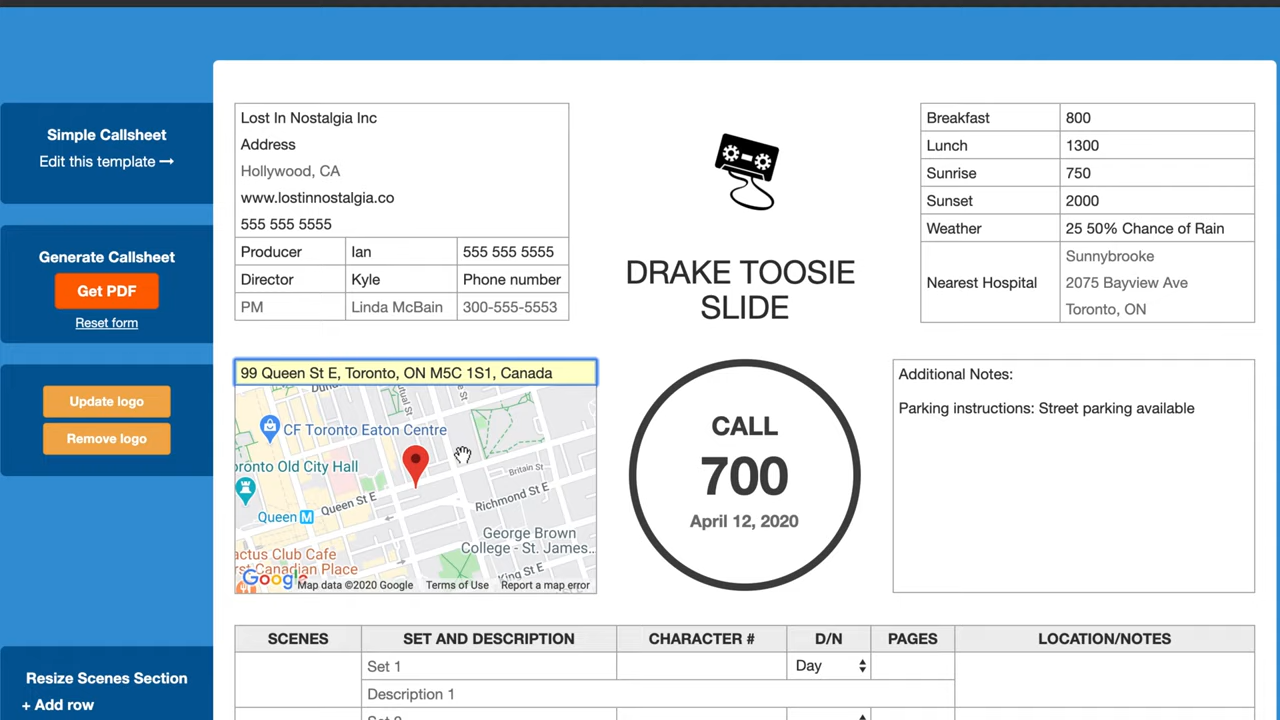 Simple Callsheet
Edit this template →
Generate Callsheet
Get PDF
Reset form
Update logo
Remove logo
Resize Scenes Section
+ Add row
Lost In Nostalgia Inc
Address
Hollywood, CA
www.lostinnostalgia.co
555 555 5555
Producer Ian 555 555 5555
Director Kyle Phone number
PM Linda McBain 300-555-5553
DRAKE TOOSIE
SLIDE
Breakfast 800
Lunch 1300
Sunrise 750
Sunset 2000
Weather 25 50% Chance of Rain
Nearest Hospital
Sunnybrooke
2075 Bayview Ave
Toronto, ON
99 Queen St E, Toronto, ON M5C 1S1, Canada
Mutual St
CF Toronto Eaton Centre
oronto Old City Hall
Britain St
Queen St E
Richmond St E
Queen M
George Brown
College - St. James...
actus Club Cafe
rst Canadian Place
King St E
Google
Map data ©2020 Google
Terms of Use
Report a map error
CALL
700
April 12, 2020
Additional Notes:
Parking instructions: Street parking available
SCENES SET AND DESCRIPTION CHARACTER # D/N PAGES LOCATION/NOTES
Set 1 Day
Description 1